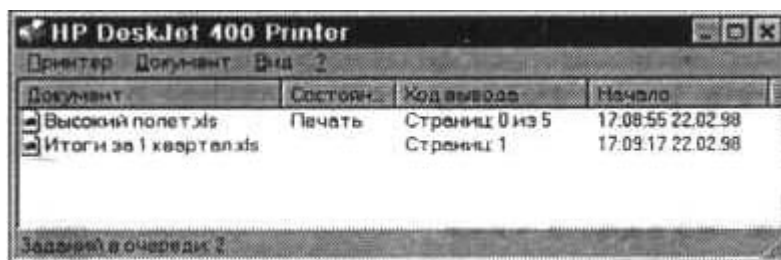 HP DeskJet 400 Printer
Принтер Документ Вид ?
Документ Состоян... Ход вывода Начало
Высокий полет.xls Печать Страниц: 0 из 5 17:08:55 22.02.98
Итоги за 1 квартал.xls Страниц: 1 17:09:17 22.02.98
Заданий в очереди: 2